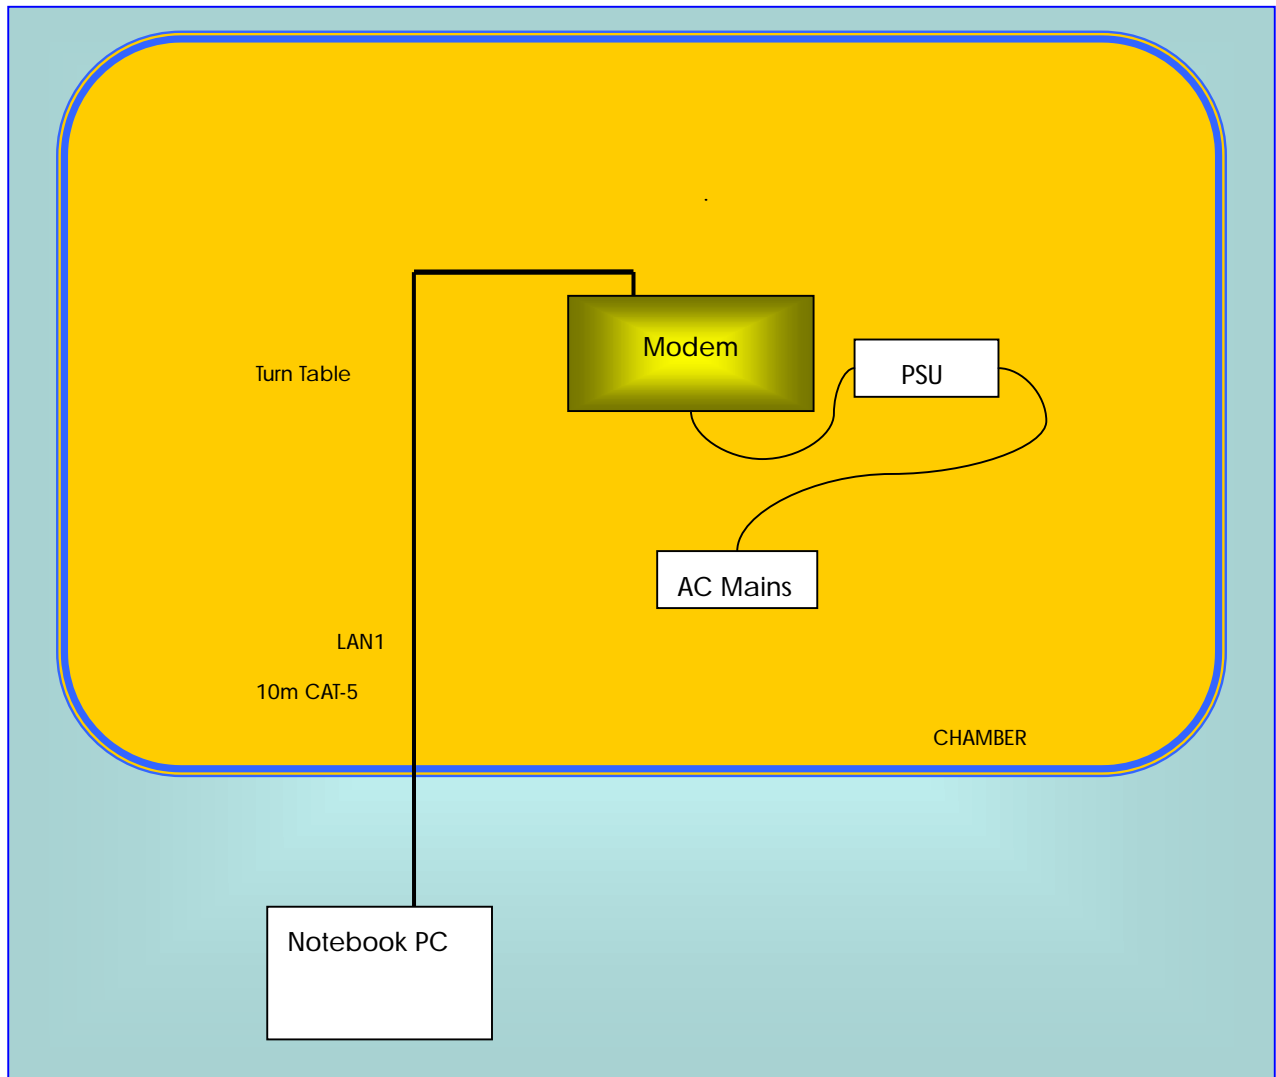 Modem
PSU
Turn Table
AC Mains
LAN1
10m CAT-5
CHAMBER
Notebook PC